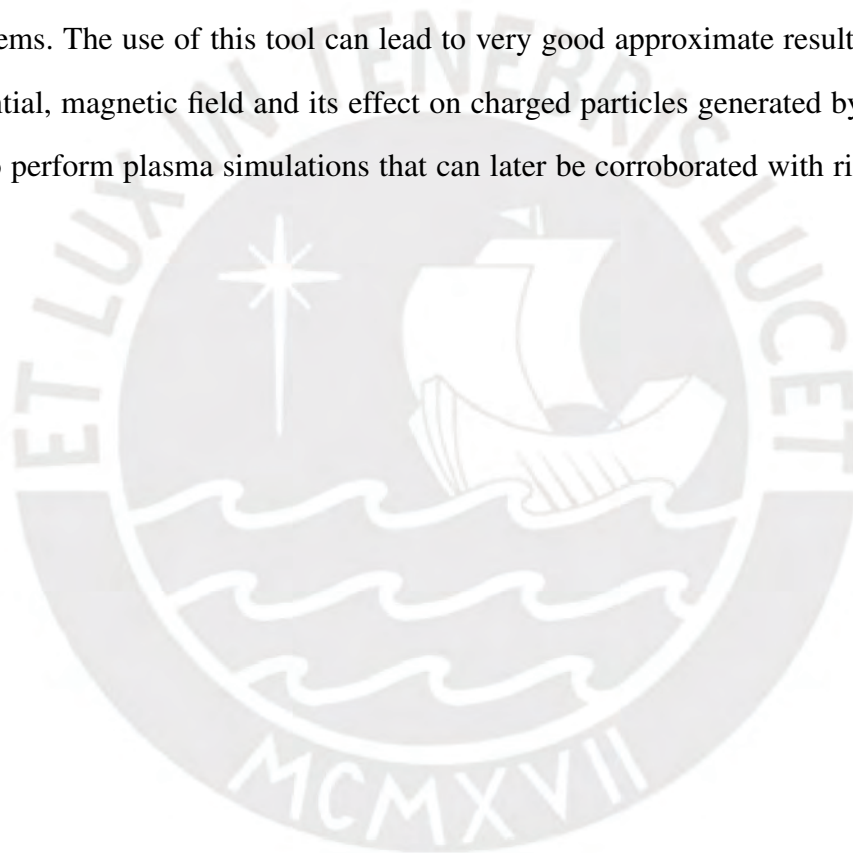 ems. The use of this tool can lead to very good approximate result
ntial, magnetic field and its effect on charged particles generated by
perform plasma simulations that can later be corroborated with ri
ET LUX IN TENEBRIS LUCET
MCMXVII